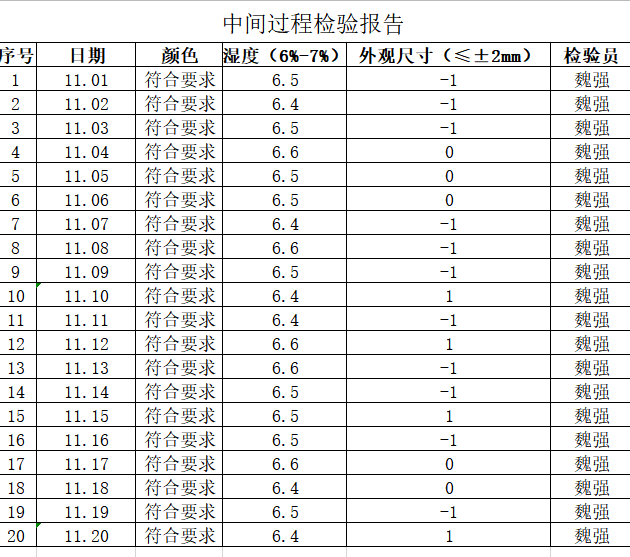 中间过程检验报告
序号 日期 颜色 湿度（6%-7%） 外观尺寸（≤±2mm） 检验员
1 11.01 符合要求 6.5 -1 魏强
2 11.02 符合要求 6.4 -1 魏强
3 11.03 符合要求 6.5 -1 魏强
4 11.04 符合要求 6.6 0 魏强
5 11.05 符合要求 6.5 0 魏强
6 11.06 符合要求 6.5 0 魏强
7 11.07 符合要求 6.4 -1 魏强
8 11.08 符合要求 6.6 -1 魏强
9 11.09 符合要求 6.5 -1 魏强
10 11.10 符合要求 6.4 1 魏强
11 11.11 符合要求 6.4 -1 魏强
12 11.12 符合要求 6.6 1 魏强
13 11.13 符合要求 6.6 -1 魏强
14 11.14 符合要求 6.5 -1 魏强
15 11.15 符合要求 6.5 1 魏强
16 11.16 符合要求 6.5 -1 魏强
17 11.17 符合要求 6.6 0 魏强
18 11.18 符合要求 6.4 0 魏强
19 11.19 符合要求 6.5 -1 魏强
20 11.20 符合要求 6.4 1 魏强